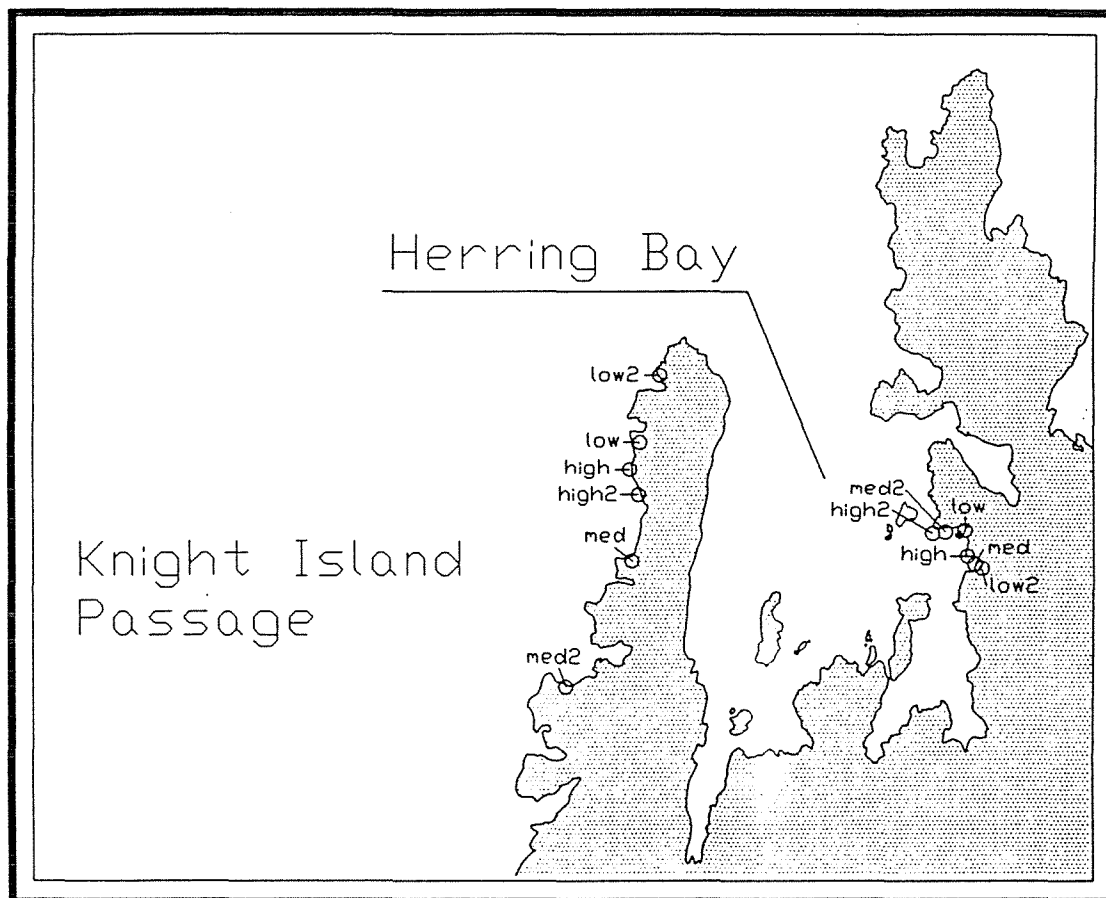 Herring Bay
low2
low
high
high2
med
med2
Knight Island
Passage
med2
high2
low
high
med
low2